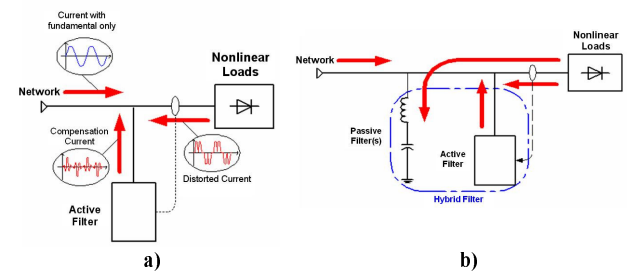 Current with
fundamental only
Nonlinear
Loads
Network
Compensation
Current
Distorted Current
Active
Filter
a)
Network
Nonlinear
Loads
Passive
Filter(s)
Active
Filter
Hybrid Filter
b)